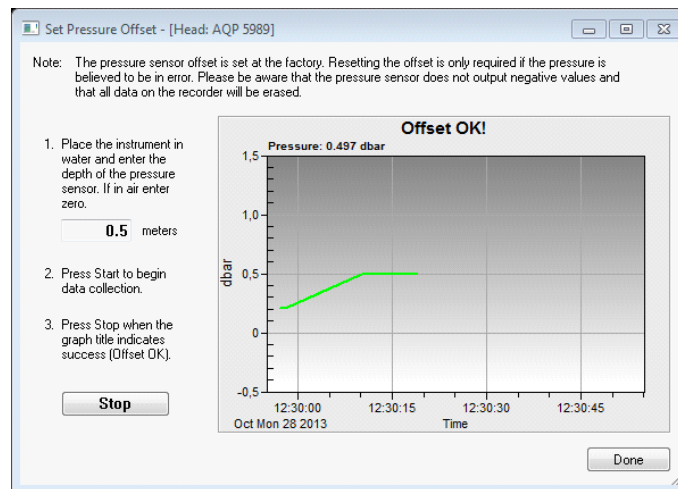 Set Pressure Offset - [Head: AQP 5989]
Note: The pressure sensor offset is set at the factory. Resetting the offset is only required if the pressure is
believed to be in error. Please be aware that the pressure sensor does not output negative values and
that all data on the recorder will be erased.
1. Place the instrument in
water and enter the
depth of the pressure
sensor. If in air enter
zero.
0.5 meters
2. Press Start to begin
data collection.
3. Press Stop when the
graph title indicates
success (Offset OK).
Stop
Offset OK!
Pressure: 0.497 dbar
1,5
1,0
0,5
0
-0,5
dbar
12:30:00 12:30:15 12:30:30 12:30:45
Oct Mon 28 2013 Time
Done